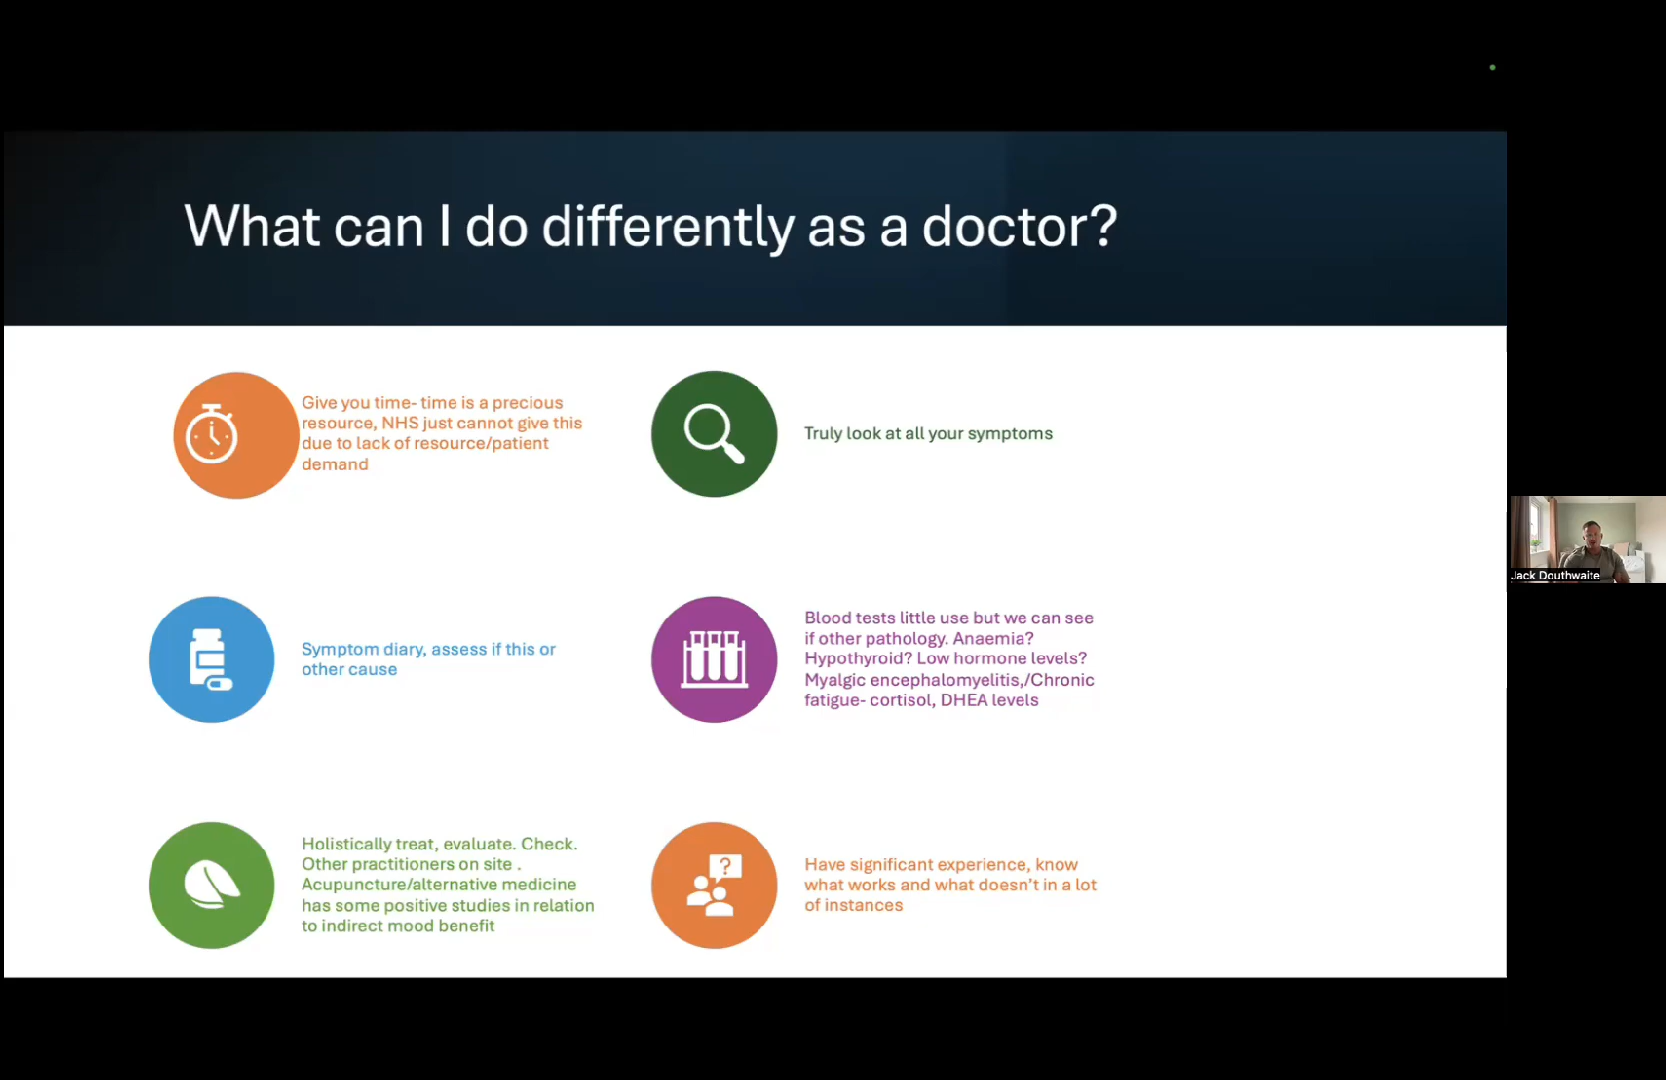 What can I do differently as a doctor?
Give you time- time is a precious
resource, NHS just cannot give this
due to lack of resource/patient
demand
Truly look at all your symptoms
Symptom diary, assess if this or
other cause
Blood tests little use but we can see
if other pathology. Anaemia?
Hypothyroid? Low hormone levels?
Myalgic encephalomyelitis,/Chronic
fatigue- cortisol, DHEA levels
Holistically treat, evaluate. Check.
Other practitioners on site .
Acupuncture/alternative medicine
has some positive studies in relation
to indirect mood benefit
?
Have significant experience, know
what works and what doesn't in a lot
of instances
Jack Douthwaite